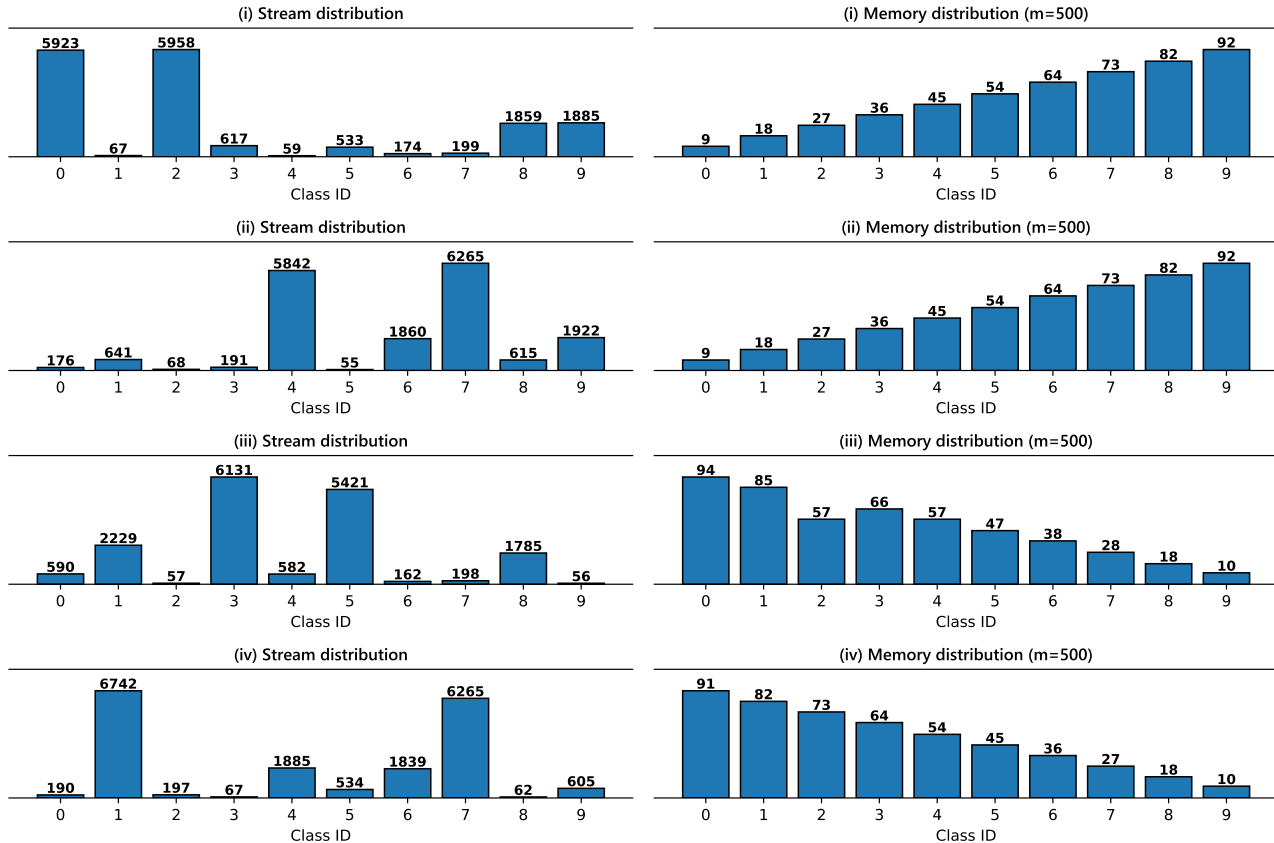 (i) Stream distribution
5923 67 5958 617 59 533 174 199 1859 1885
0 1 2 3 4 5 6 7 8 9
Class ID
(i) Memory distribution (m=500)
9 18 27 36 45 54 64 73 82 92
0 1 2 3 4 5 6 7 8 9
Class ID
(ii) Stream distribution
176 641 68 191 5842 55 1860 6265 615 1922
0 1 2 3 4 5 6 7 8 9
Class ID
(ii) Memory distribution (m=500)
9 18 27 36 45 54 64 73 82 92
0 1 2 3 4 5 6 7 8 9
Class ID
(iii) Stream distribution
590 2229 57 6131 582 5421 162 198 1785 56
0 1 2 3 4 5 6 7 8 9
Class ID
(iii) Memory distribution (m=500)
94 85 57 66 57 47 38 28 18 10
0 1 2 3 4 5 6 7 8 9
Class ID
(iv) Stream distribution
190 6742 197 67 1885 534 1839 6265 62 605
0 1 2 3 4 5 6 7 8 9
Class ID
(iv) Memory distribution (m=500)
91 82 73 64 54 45 36 27 18 10
0 1 2 3 4 5 6 7 8 9
Class ID